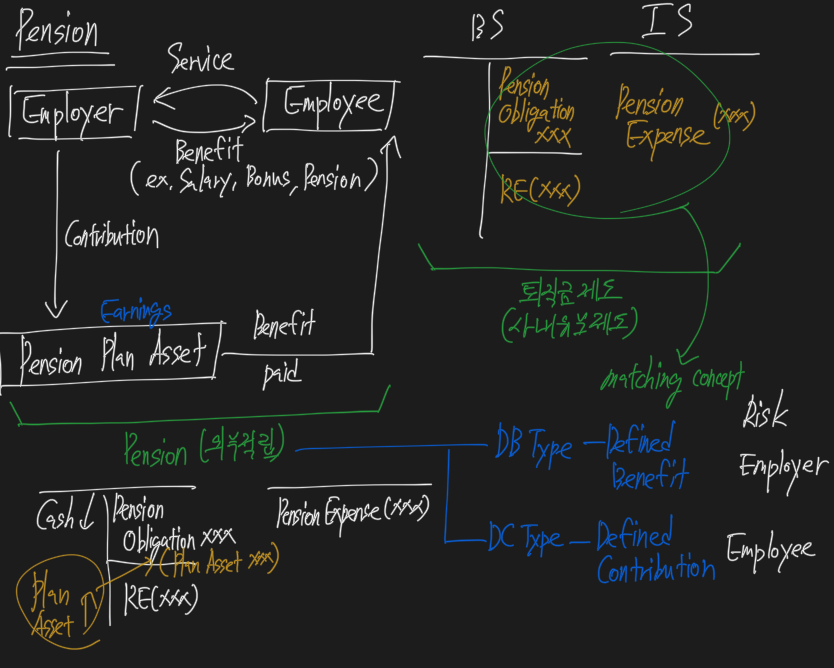 Pension
Service
Employer
Employee
Benefit
(ex. Salary, Bonus, Pension)
Contribution
Earnings
Pension Plan Asset
Benefit
paid
Pension (외부적립)
Cash↓
Pension
Obligation xxx
(Plan Asset xxx)
RE(xxx)
Plan
Asset ↑
Pension Expense (xxx)
BS
IS
Pension
Obligation
xxx
RE(xxx)
Pension
Expense (xxx)
퇴직금제도
(사내유보제도)
matching concept
Risk
DB Type - Defined
Benefit
Employer
DC Type - Defined
Contribution
Employee